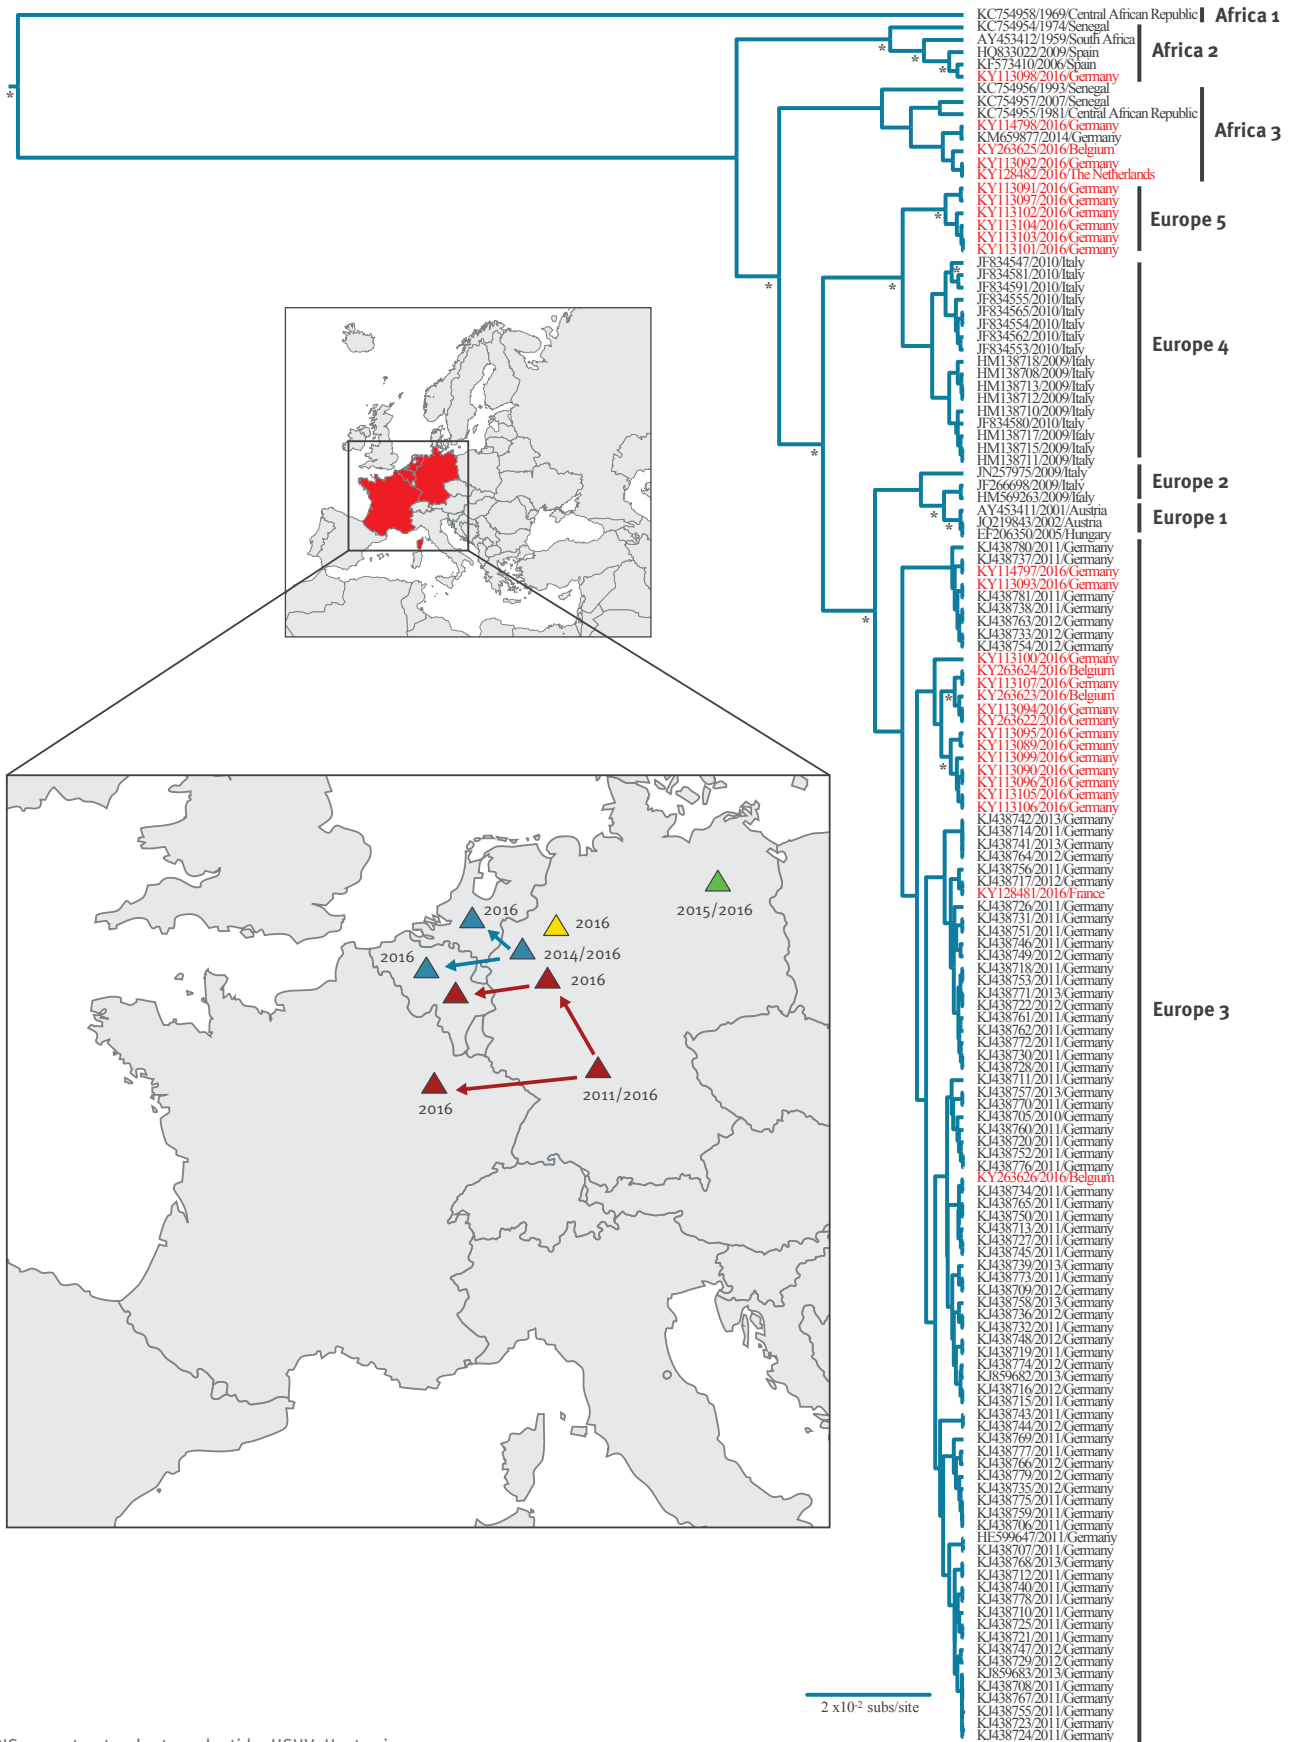 KC754958/1969/Central African Republic
Africa 1
KC754954/1974/Senegal
AY453412/1959/South Africa
HQ833022/2009/Spain
KF573410/2006/Spain
KY113098/2016/Germany
Africa 2
KC754956/1993/Senegal
KC754957/2007/Senegal
KC754955/1981/Central African Republic
KY114798/2016/Germany
KM659877/2014/Germany
KY263625/2016/Belgium
KY113092/2016/Germany
KY128482/2016/The Netherlands
Africa 3
KY113091/2016/Germany
KY113097/2016/Germany
KY113102/2016/Germany
KY113104/2016/Germany
KY113103/2016/Germany
KY113101/2016/Germany
Europe 5
JF834547/2010/Italy
JF834581/2010/Italy
JF834591/2010/Italy
JF834555/2010/Italy
JF834565/2010/Italy
JF834554/2010/Italy
JF834562/2010/Italy
JF834553/2010/Italy
HM138718/2009/Italy
HM138708/2009/Italy
HM138713/2009/Italy
HM138712/2009/Italy
HM138710/2009/Italy
JF834580/2010/Italy
HM138717/2009/Italy
HM138715/2009/Italy
HM138711/2009/Italy
Europe 4
JN257975/2009/Italy
JF266698/2009/Italy
HM569263/2009/Italy
Europe 2
AY453411/2001/Austria
JQ219843/2002/Austria
EF206350/2005/Hungary
Europe 1
KJ438780/2011/Germany
KJ438737/2011/Germany
KY114797/2016/Germany
KY113093/2016/Germany
KJ438781/2011/Germany
KJ438738/2011/Germany
KJ438763/2012/Germany
KJ438733/2012/Germany
KJ438754/2012/Germany
KY113100/2016/Germany
KY263624/2016/Belgium
KY113107/2016/Germany
KY263623/2016/Belgium
KY113094/2016/Germany
KY263622/2016/Germany
KY113095/2016/Germany
KY113089/2016/Germany
KY113099/2016/Germany
KY113090/2016/Germany
KY113096/2016/Germany
KY113105/2016/Germany
KY113106/2016/Germany
KJ438742/2013/Germany
KJ438714/2011/Germany
KJ438741/2013/Germany
KJ438764/2012/Germany
KJ438756/2011/Germany
KJ438717/2012/Germany
KY128481/2016/France
KJ438726/2011/Germany
KJ438731/2011/Germany
KJ438751/2011/Germany
KJ438746/2011/Germany
KJ438749/2012/Germany
KJ438718/2011/Germany
KJ438753/2011/Germany
KJ438771/2013/Germany
KJ438722/2012/Germany
KJ438761/2011/Germany
KJ438762/2011/Germany
KJ438772/2011/Germany
KJ438730/2011/Germany
KJ438728/2011/Germany
KJ438711/2011/Germany
KJ438757/2013/Germany
KJ438770/2011/Germany
KJ438705/2010/Germany
KJ438760/2011/Germany
KJ438720/2011/Germany
KJ438752/2011/Germany
KJ438776/2011/Germany
KY263626/2016/Belgium
KJ438734/2011/Germany
KJ438765/2011/Germany
KJ438750/2011/Germany
KJ438713/2011/Germany
KJ438727/2011/Germany
KJ438745/2011/Germany
KJ438739/2013/Germany
KJ438773/2011/Germany
KJ438709/2012/Germany
KJ438758/2013/Germany
KJ438736/2012/Germany
KJ438732/2011/Germany
KJ438748/2012/Germany
KJ438719/2011/Germany
KJ438774/2012/Germany
KJ859682/2013/Germany
KJ438716/2012/Germany
KJ438715/2011/Germany
KJ438743/2011/Germany
KJ438744/2012/Germany
KJ438769/2011/Germany
KJ438777/2011/Germany
KJ438766/2012/Germany
KJ438779/2012/Germany
KJ438735/2012/Germany
KJ438775/2011/Germany
KJ438759/2011/Germany
KJ438706/2011/Germany
HE599647/2011/Germany
KJ438707/2011/Germany
KJ438768/2013/Germany
KJ438712/2011/Germany
KJ438740/2011/Germany
KJ438778/2011/Germany
KJ438710/2011/Germany
KJ438725/2011/Germany
KJ438721/2011/Germany
KJ438747/2012/Germany
KJ438729/2012/Germany
KJ859683/2013/Germany
KJ438708/2011/Germany
KJ438767/2011/Germany
KJ438755/2011/Germany
KJ438723/2011/Germany
KJ438724/2011/Germany
Europe 3
2015/2016
2016
2016
2014/2016
2016
2016
2011/2016
2016
2 x10-2 subs/site